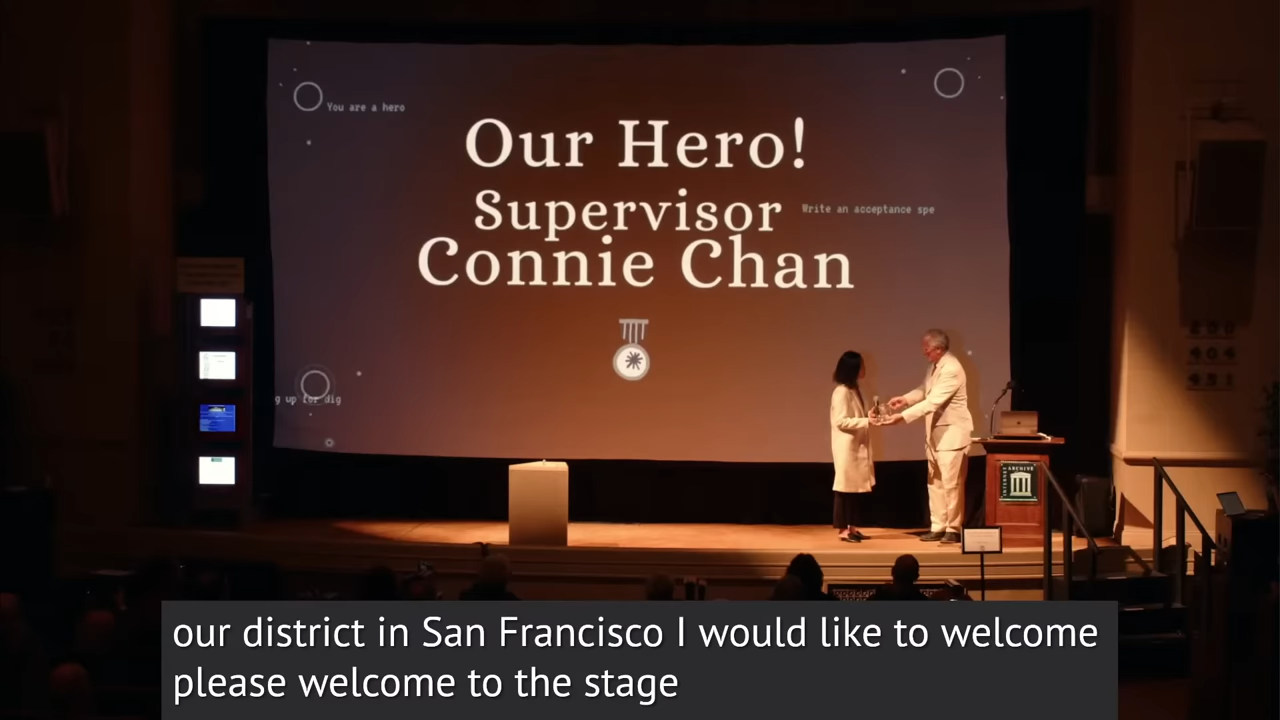 You are a hero
Our Hero!
Supervisor
Write an acceptance spe
Connie Chan
g up for dig
INTERNET ARCHIVE
our district in San Francisco I would like to welcome
please welcome to the stage